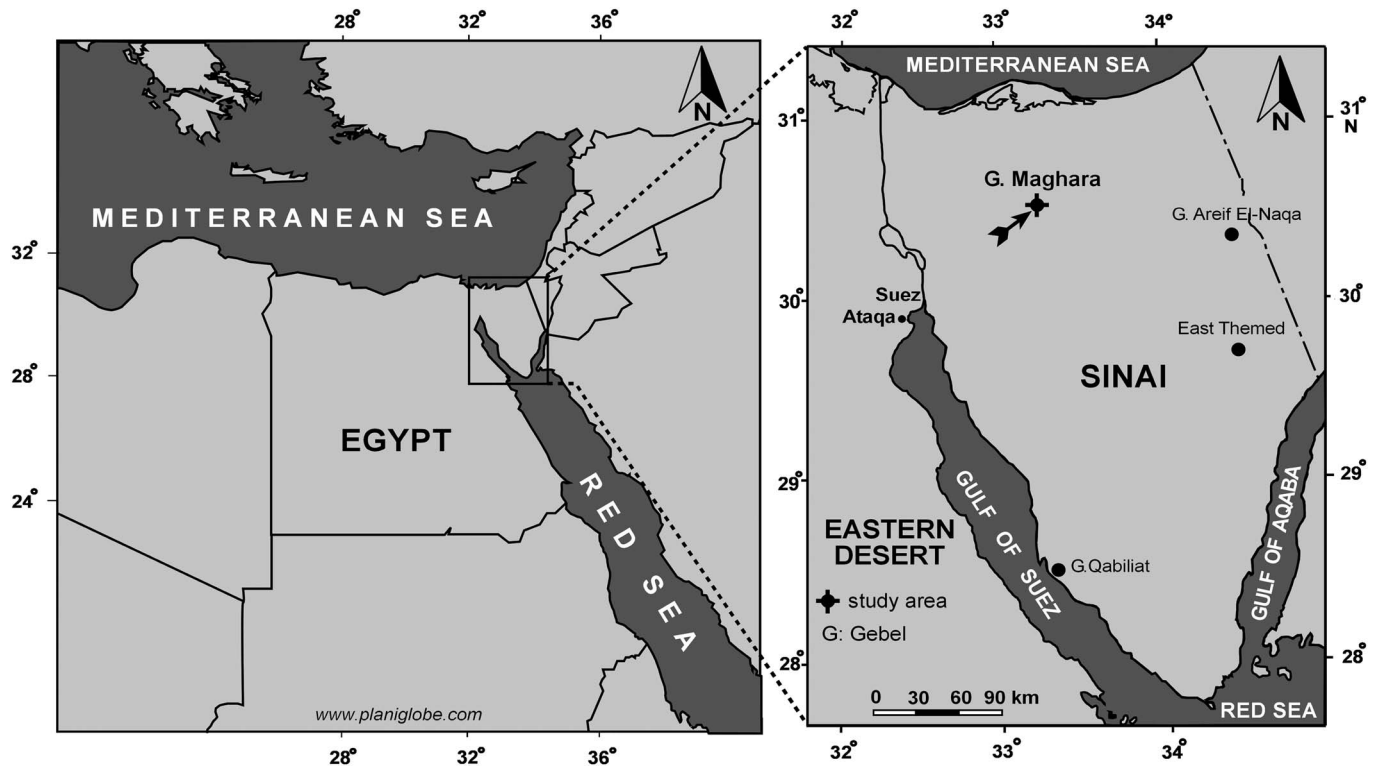 28°
32°
36°
N
MEDITERRANEAN SEA
32°
28°
24°
EGYPT
RED SEA
www.planiglobe.com
28°
32°
36°
32°
33°
34°
MEDITERRANEAN SEA
N
31°
31°
N
G. Maghara
G. Areif El-Naqa
30°
30°
Suez
Ataqa
East Themed
SINAI
29°
29°
GULF OF SUEZ
GULF OF AQABA
EASTERN
DESERT
G.Qabiliat
study area
G: Gebel
28°
28°
0 30 60 90 km
RED SEA
32°
33°
34°